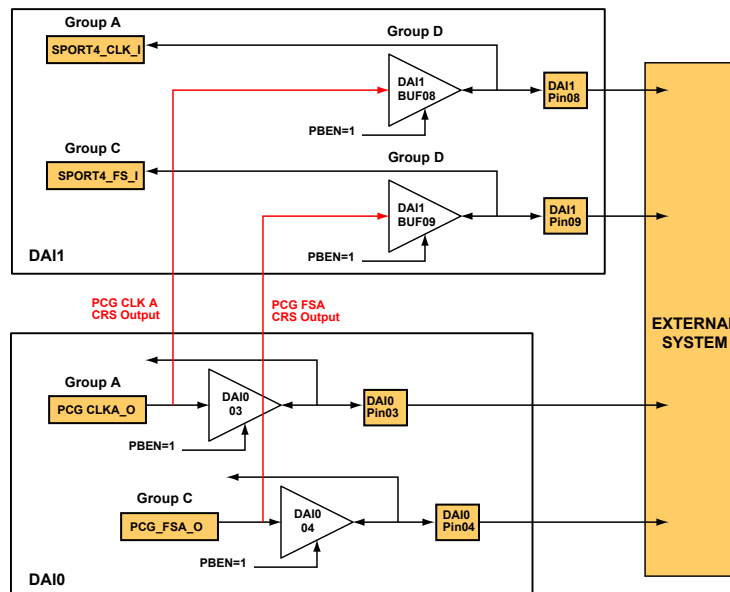 Group A
SPORT4_CLK_I
Group D
DAI1
BUF08
DAI1
Pin08
PBEN=1
Group C
SPORT4_FS_I
Group D
DAI1
BUF09
DAI1
Pin09
PBEN=1
DAI1
PCG CLK A
CRS Output
PCG FSA
CRS Output
EXTERNAL
SYSTEM
Group A
PCG CLKA_O
DAI0
03
DAI0
Pin03
PBEN=1
Group C
PCG_FSA_O
DAI0
04
DAI0
Pin04
PBEN=1
DAI0